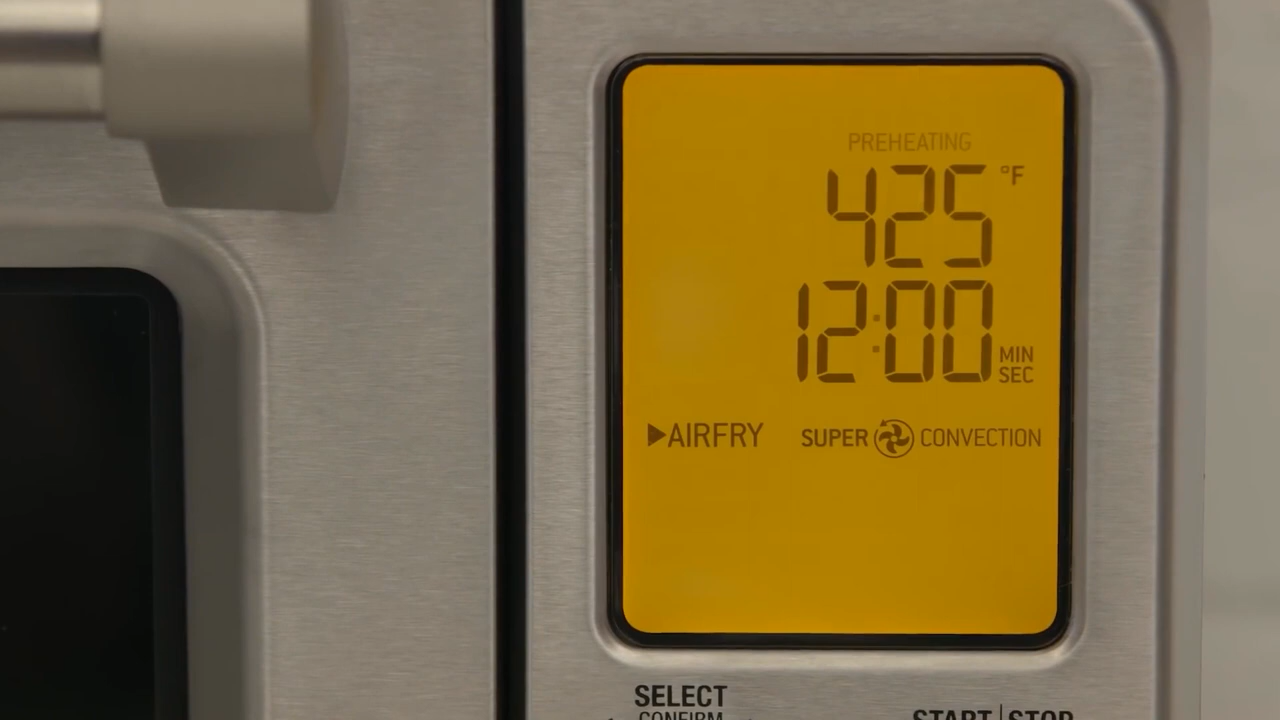 PREHEATING
425 °F
12:00 MIN SEC
▶AIRFRY SUPER CONVECTION
SELECT
CONFIRM
START | STOP